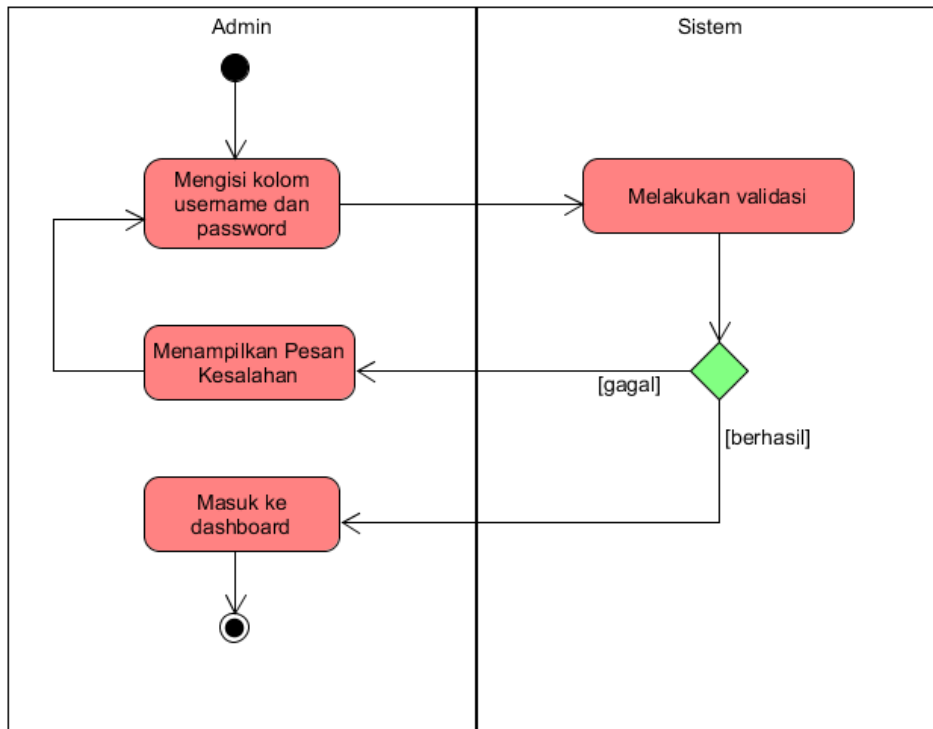 Admin
Sistem
Mengisi kolom
username dan
password
Melakukan validasi
Menampilkan Pesan
Kesalahan
[gagal]
[berhasil]
Masuk ke
dashboard